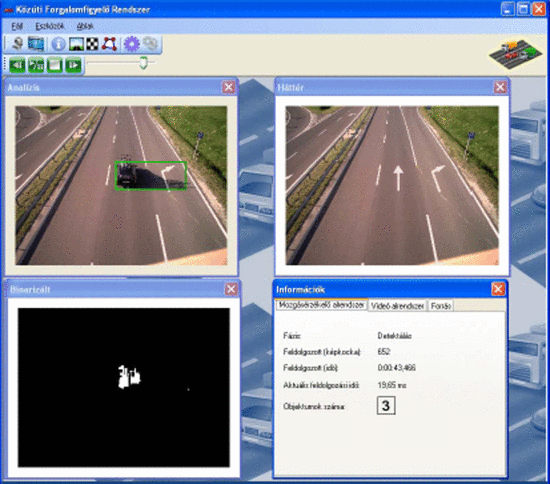 Közúti Forgalomfigyelő Rendszer
Fájl Eszközök Ablak
Analízis
Háttér
Binarizált
Információk
Mozgásérzékelő alrendszer Videó alrendszer Forrás
Fázis: Detektálás
Feldolgozott (képkocka): 652
Feldolgozott (idő): 0:00:43,466
Aktuális feldolgozási idő: 19,65 ms
Objektumok száma: 3